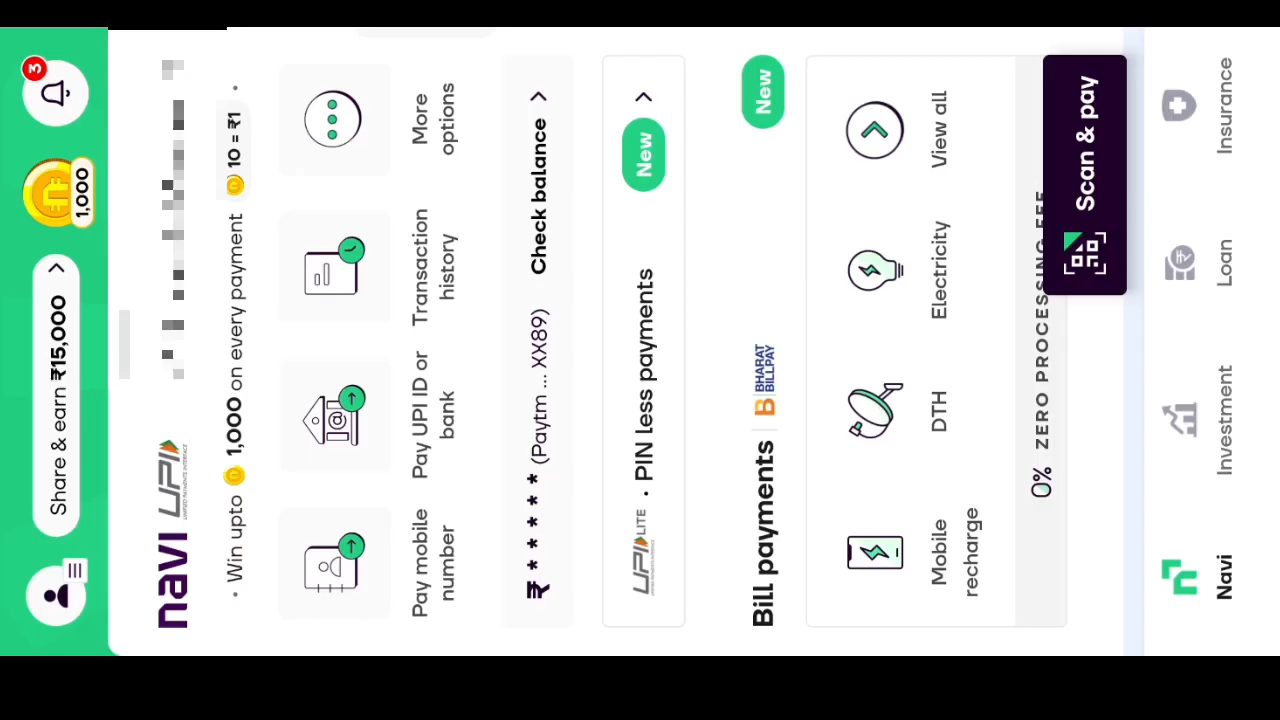 Share & earn ₹15,000 >
1,000
3
navi UPI
UNIFIED PAYMENTS INTERFACE
• Win upto 1,000 on every payment
10 = ₹1 •
Pay mobile
number
Pay UPI ID or
bank
Transaction
history
More
options
₹ * * * * * * (Paytm ... XX89)
Check balance >
UPI LITE • PIN less payments
New >
Bill payments B BHARAT
BILLPAY
New
Mobile
recharge
DTH
Electricity
View all
0% ZERO PROCESSING FEE
Scan & pay
Navi
Investment
Loan
Insurance